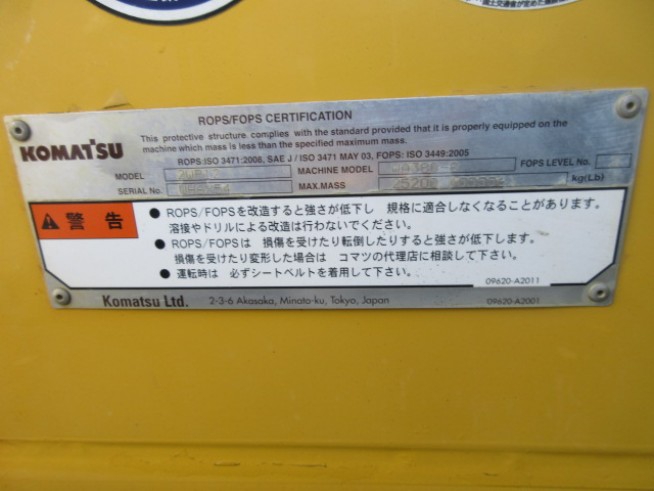 ROPS/FOPS CERTIFICATION
This protective structure complies with the standard provided that it is properly equipped on the
machine which mass is less than the specified maximum mass.
KOMATSU
ROPS:ISO 3471:2008, SAE J / ISO 3471 MAY 03, FOPS: ISO 3449:2005
MODEL MACHINE MODEL FOPS LEVEL No.
SERIAL No. MAX.MASS kg(Lb)
警告
● ROPS/FOPSを改造すると強さが低下し 規格に適合しなくなることがあります。
溶接やドリルによる改造は行わないでください。
● ROPS/FOPSは 損傷を受けたり転倒したりすると強さが低下します。
損傷を受けたり変形した場合は コマツの代理店に相談して下さい。
● 運転時は 必ずシートベルトを着用して下さい。
09620-A2011
Komatsu Ltd. 2-3-6 Akasaka, Minato-ku, Tokyo, Japan 09620-A2001